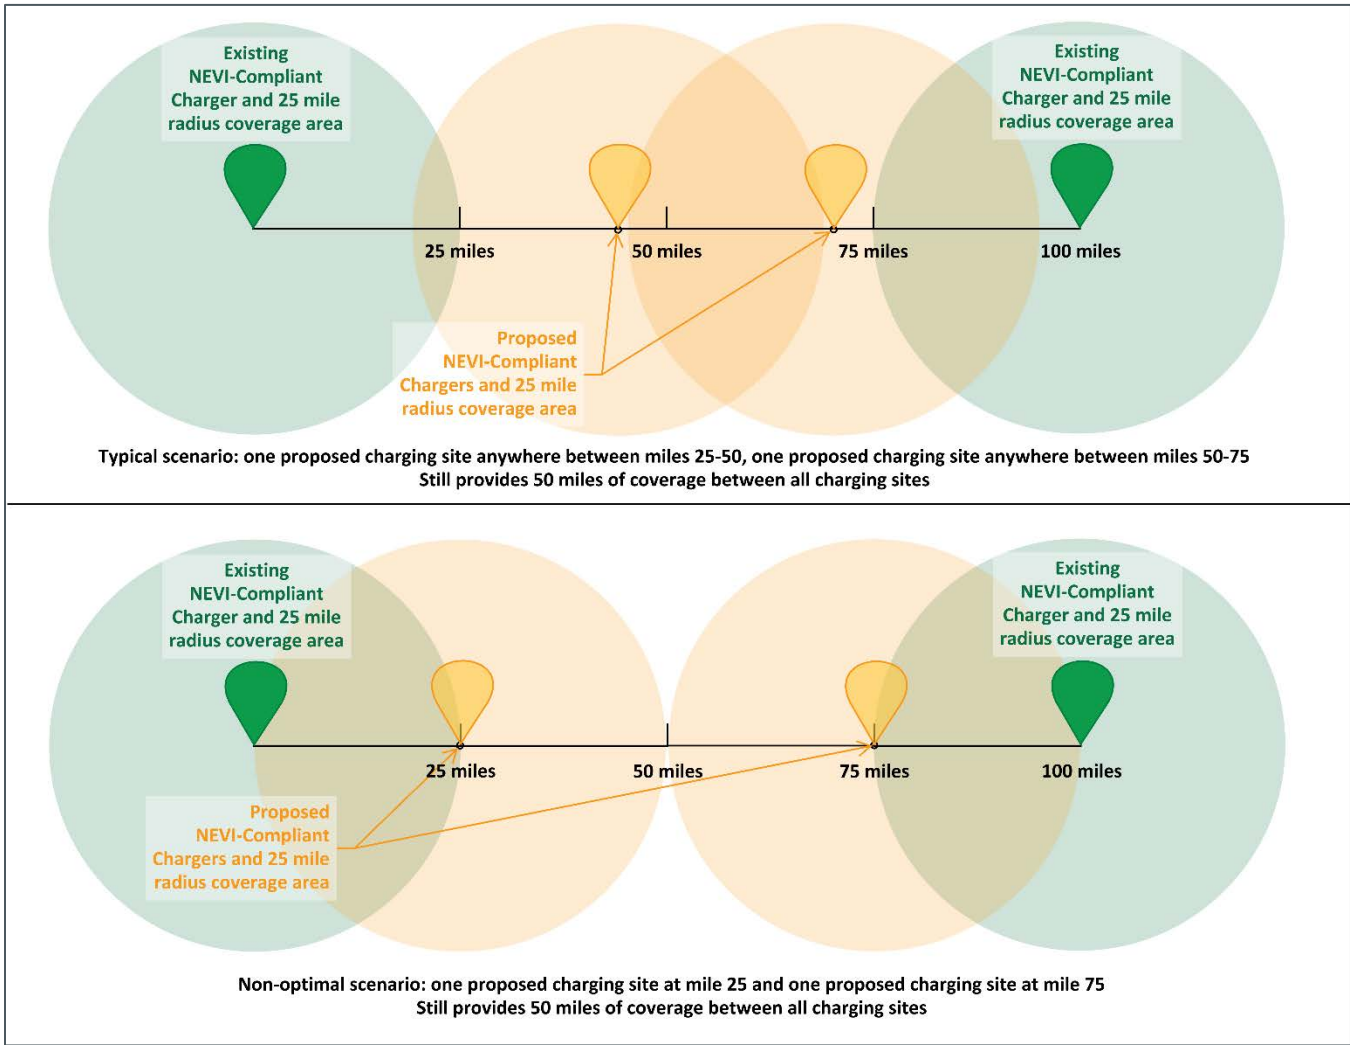 Existing
NEVI-Compliant
Charger and 25 mile
radius coverage area
Existing
NEVI-Compliant
Charger and 25 mile
radius coverage area
25 miles
50 miles
75 miles
100 miles
Proposed
NEVI-Compliant
Chargers and 25 mile
radius coverage area
Typical scenario: one proposed charging site anywhere between miles 25-50, one proposed charging site anywhere between miles 50-75
Still provides 50 miles of coverage between all charging sites
Existing
NEVI-Compliant
Charger and 25 mile
radius coverage area
Existing
NEVI-Compliant
Charger and 25 mile
radius coverage area
25 miles
50 miles
75 miles
100 miles
Proposed
NEVI-Compliant
Chargers and 25 mile
radius coverage area
Non-optimal scenario: one proposed charging site at mile 25 and one proposed charging site at mile 75
Still provides 50 miles of coverage between all charging sites